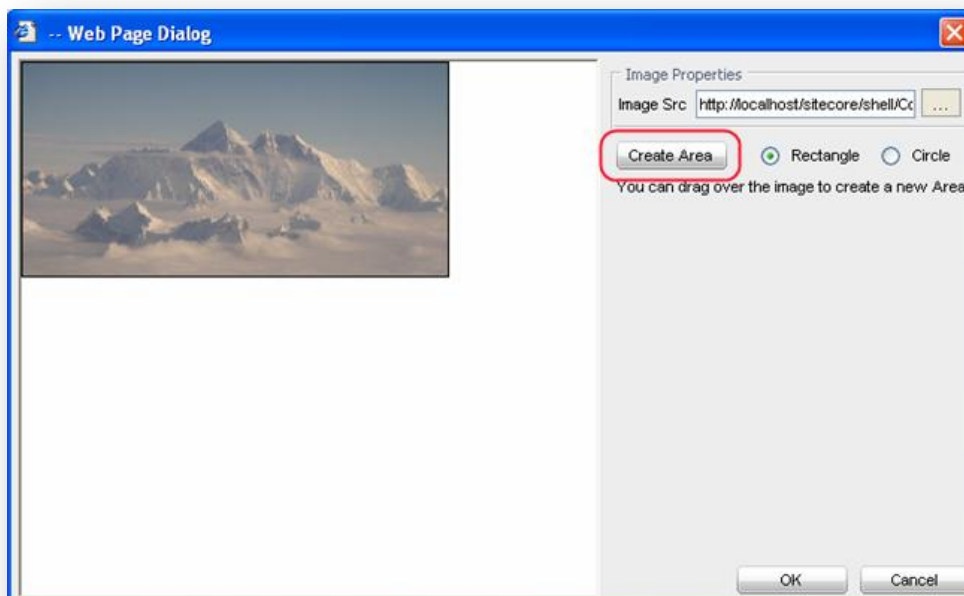 -- Web Page Dialog
Image Properties
Image Src http://localhost/sitecore/shell/Co ...
Create Area Rectangle Circle
You can drag over the image to create a new Area
OK Cancel